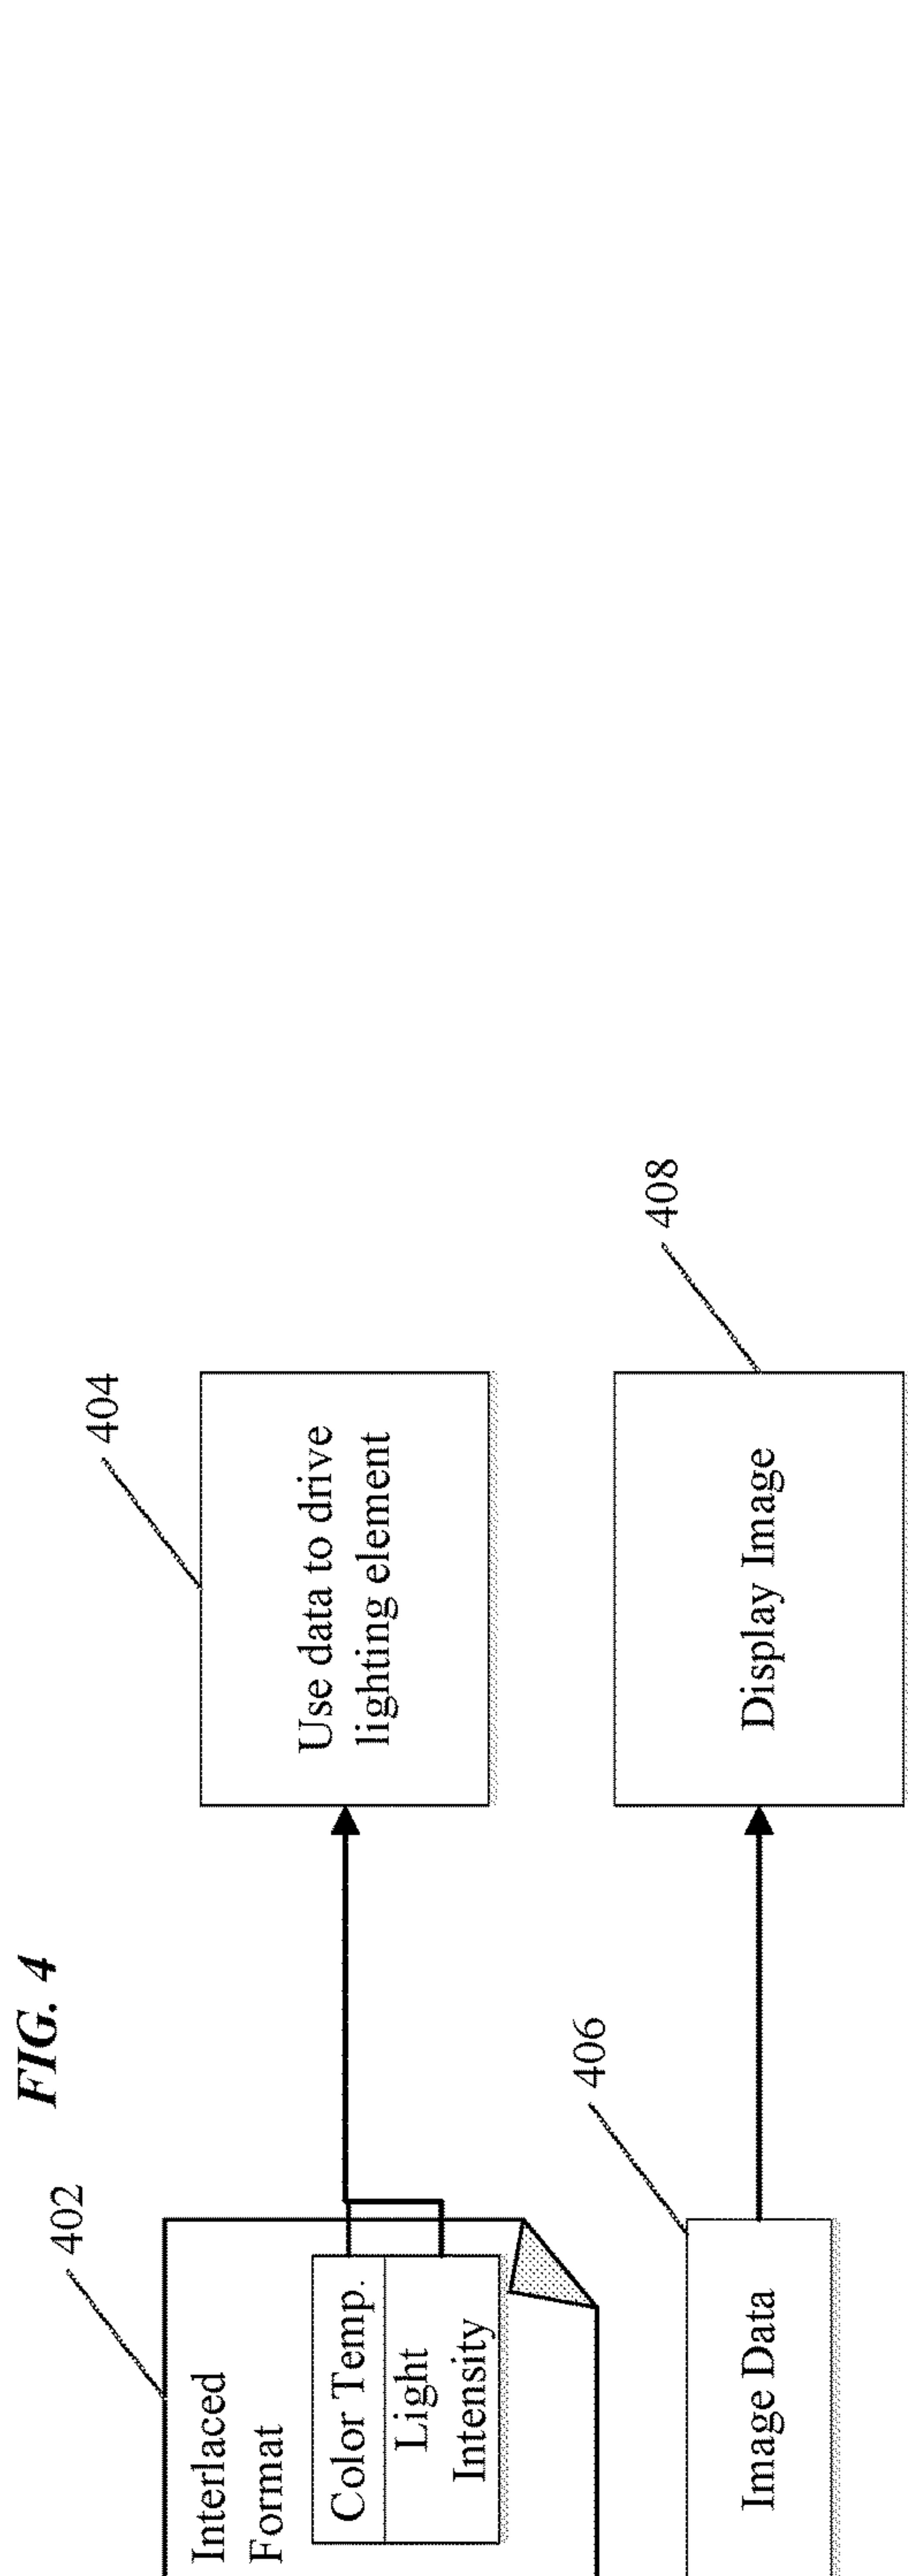 FIG. 4
402
Interlaced
Format
Color Temp.
Light
Intensity
404
Use data to drive
lighting element
406
Image Data
408
Display Image